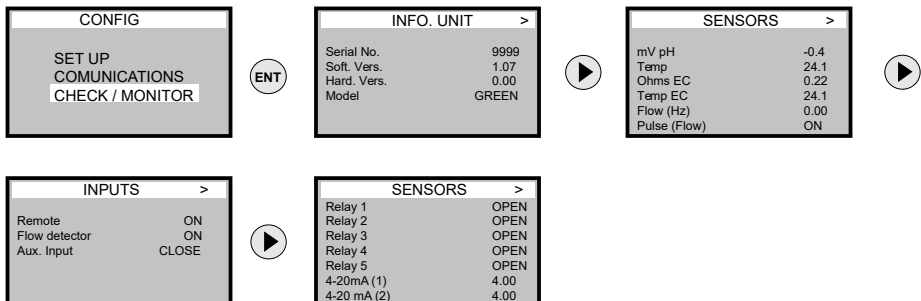 CONFIG
SET UP
COMUNICATIONS
CHECK / MONITOR
ENT
INFO. UNIT >
Serial No. 9999
Soft. Vers. 1.07
Hard. Vers. 0.00
Model GREEN
SENSORS >
mV pH -0.4
Temp 24.1
Ohms EC 0.22
Temp EC 24.1
Flow (Hz) 0.00
Pulse (Flow) ON
INPUTS >
Remote ON
Flow detector ON
Aux. Input CLOSE
SENSORS >
Relay 1 OPEN
Relay 2 OPEN
Relay 3 OPEN
Relay 4 OPEN
Relay 5 OPEN
4-20mA (1) 4.00
4-20 mA (2) 4.00